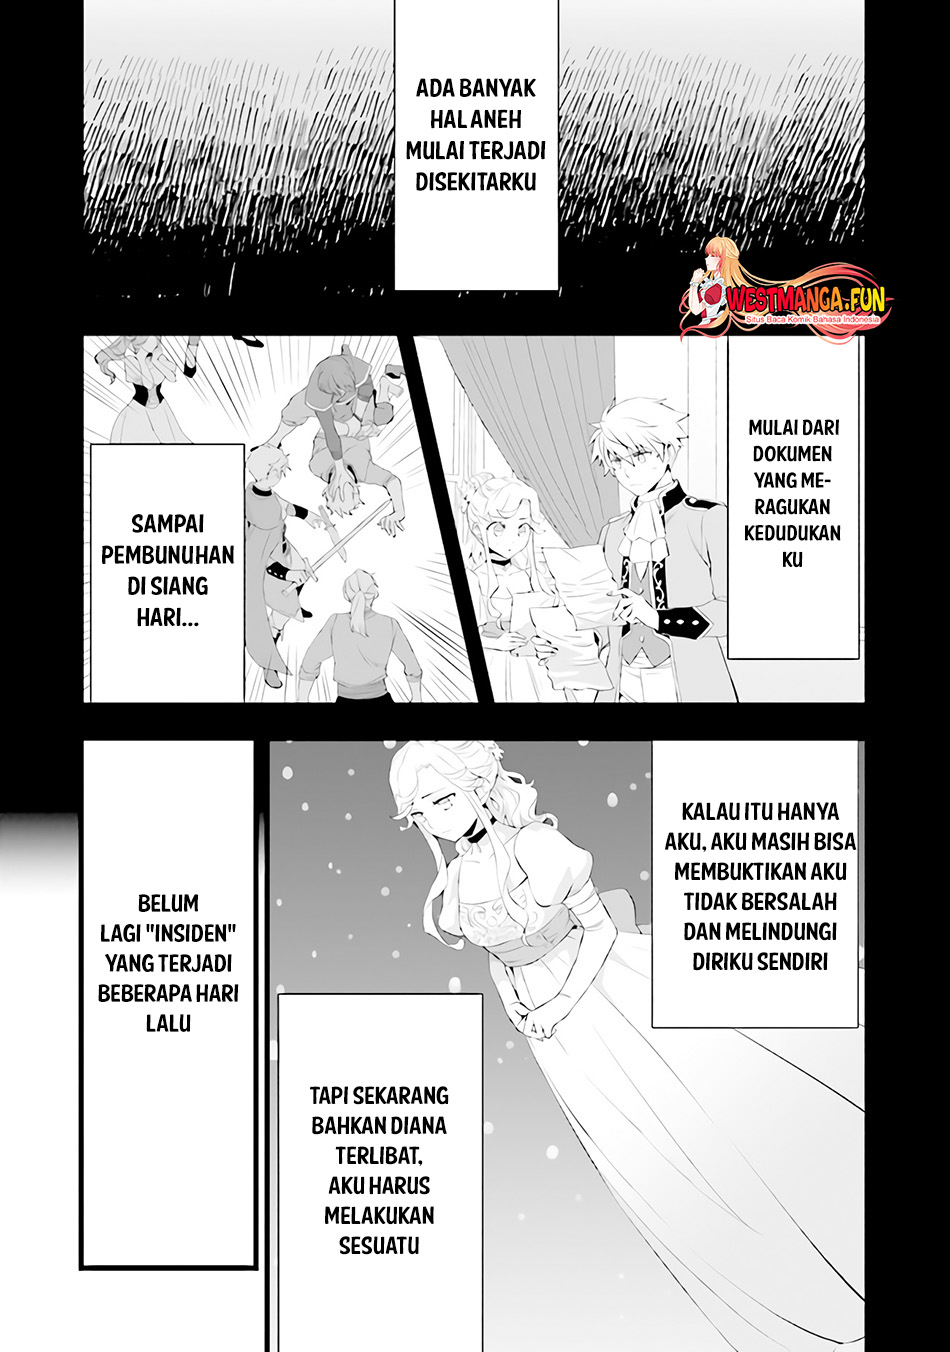 ADA BANYAK
HAL ANEH
MULAI TERJADI
DISEKITARKU
WESTMANGA.FUN
Situs Baca Komik Bahasa Indonesia
MULAI DARI
DOKUMEN
YANG ME-
RAGUKAN
KEDUDUKAN
KU
SAMPAI
PEMBUNUHAN
DI SIANG
HARI...
KALAU ITU HANYA
AKU, AKU MASIH BISA
MEMBUKTIKAN AKU
TIDAK BERSALAH
DAN MELINDUNGI
DIRIKU SENDIRI
TAPI SEKARANG
BAHKAN DIANA
TERLIBAT,
AKU HARUS
MELAKUKAN
SESUATU
BELUM
LAGI "INSIDEN"
YANG TERJADI
BEBERAPA HARI
LALU